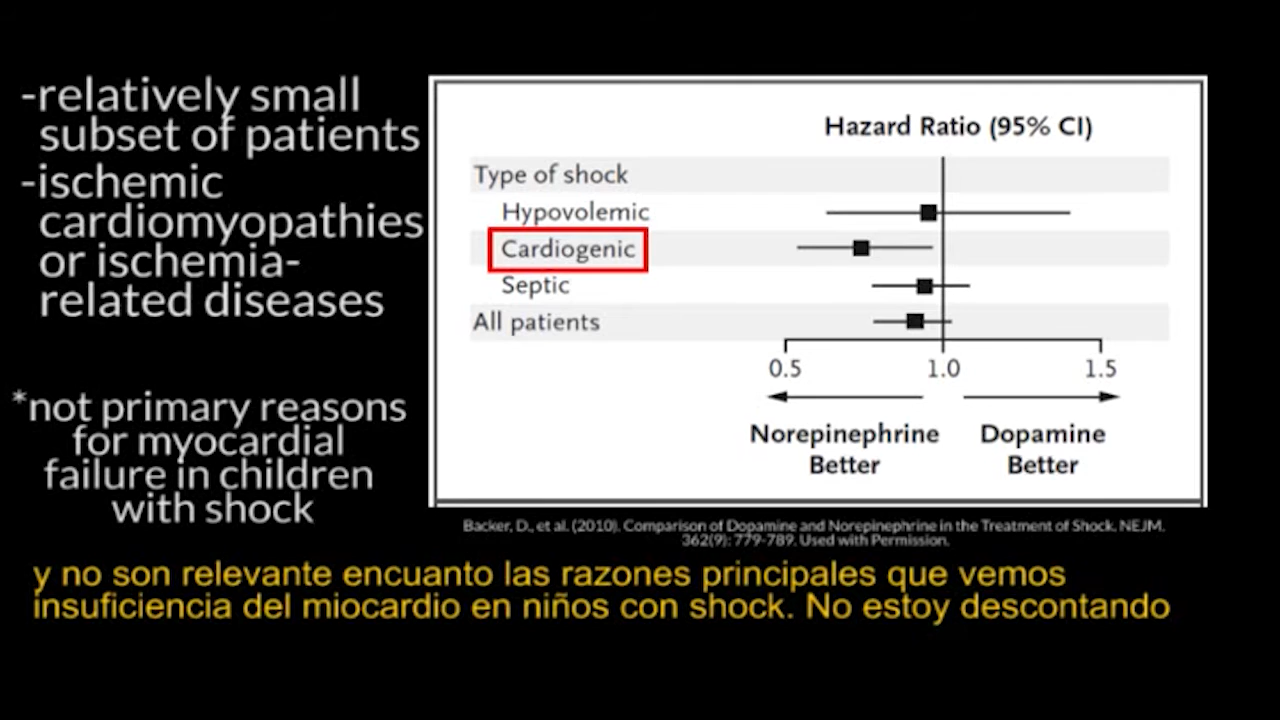 -relatively small
subset of patients
-ischemic
cardiomyopathies
or ischemia-
related diseases
*not primary reasons
for myocardial
failure in children
with shock
Hazard Ratio (95% CI)
Type of shock
Hypovolemic
Cardiogenic
Septic
All patients
0.5 1.0 1.5
Norepinephrine Dopamine
Better Better
Backer, D., et al. (2010). Comparison of Dopamine and Norepinephrine in the Treatment of Shock. NEJM.
362(9): 779-789. Used with Permission.
y no son relevante encuanto las razones principales que vemos
insuficiencia del miocardio en niños con shock. No estoy descontando